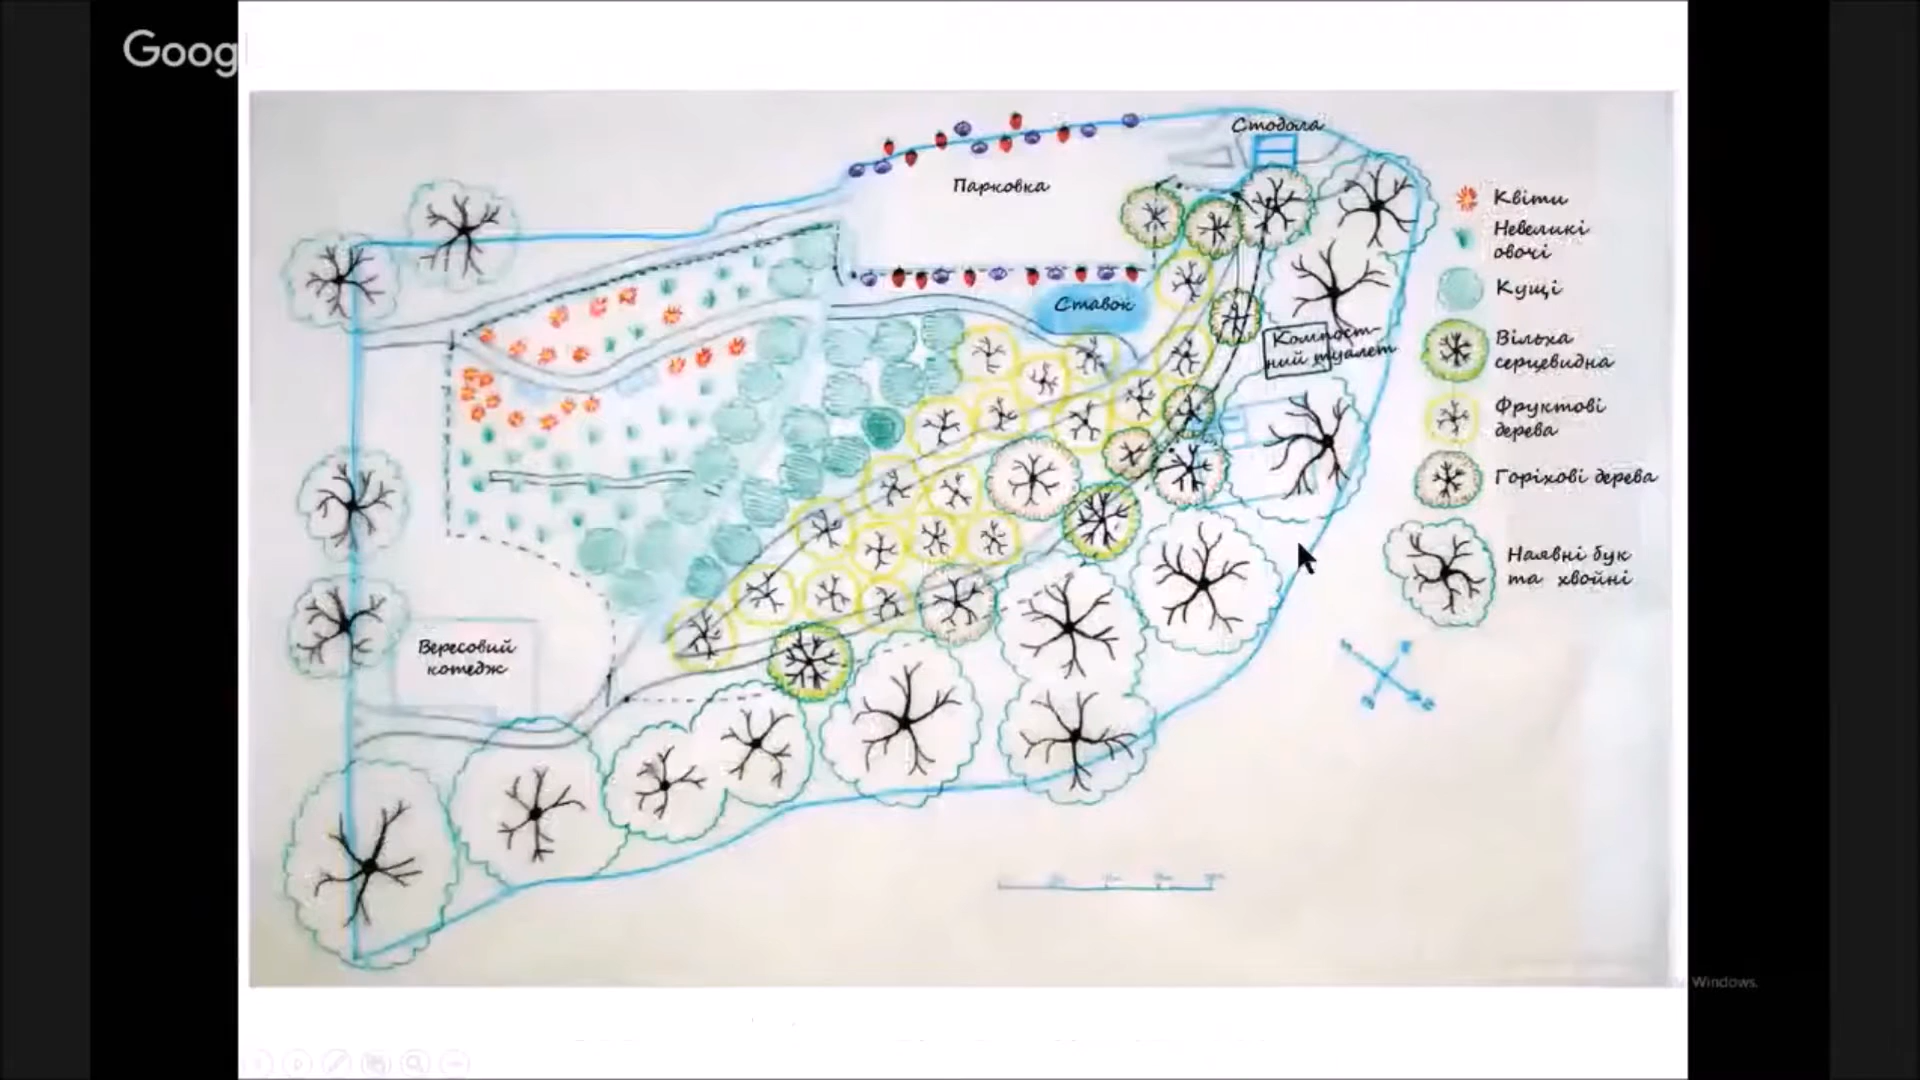 Goog
Стодола
Парковка
Ставок
Компост-
ний туалет
Вересовий
котедж
Квіти
Невеликі
овочі
Кущі
Вільха
серцевидна
Фруктові
дерева
Горіхові дерева
Наявні бук
та хвойні
Windows.